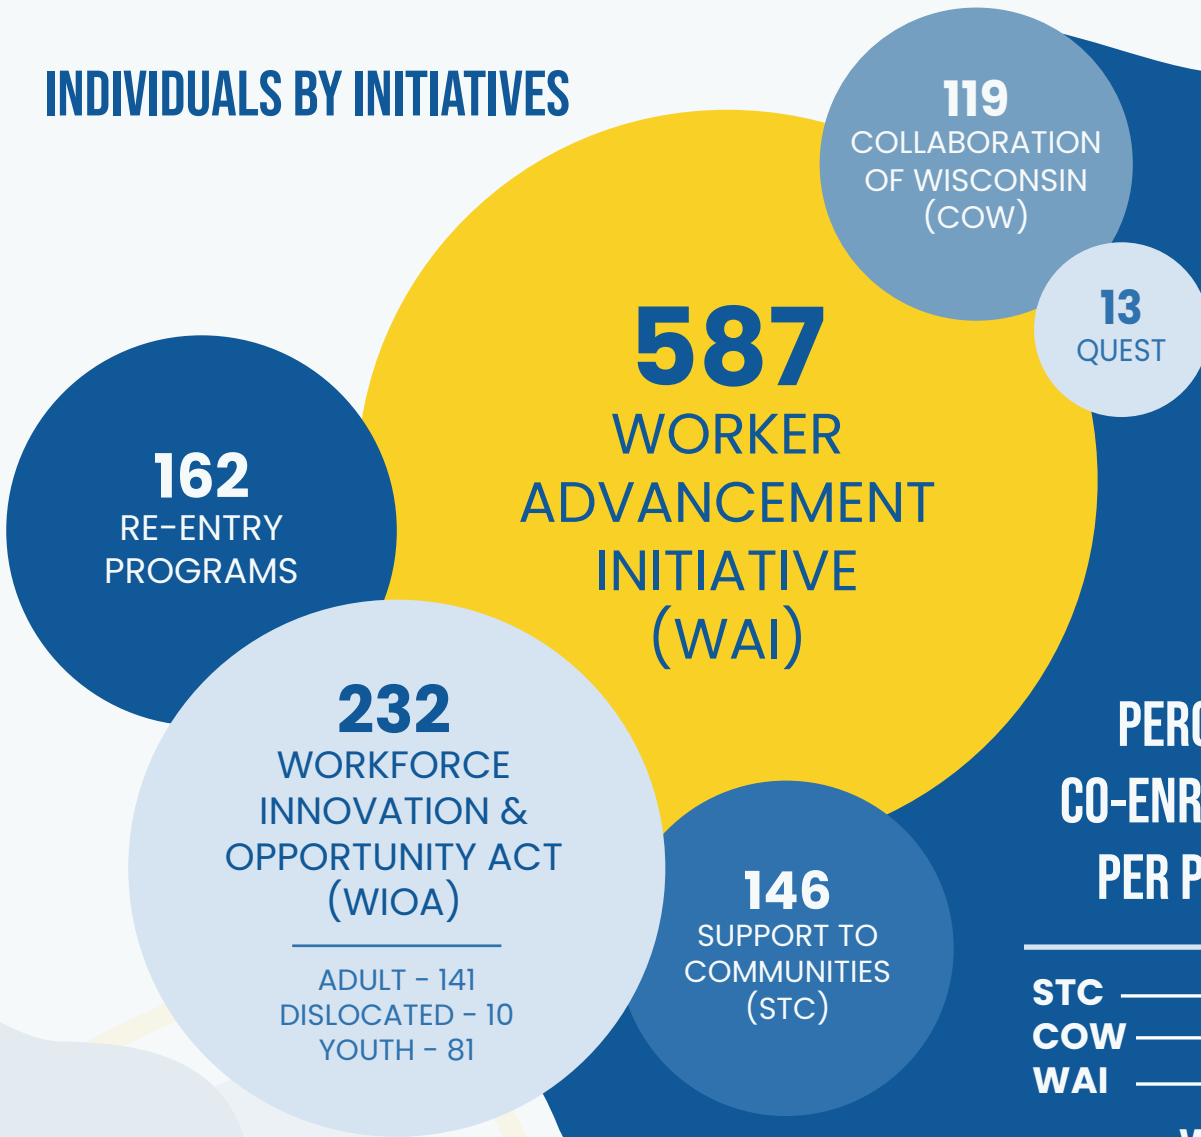 INDIVIDUALS BY INITIATIVES
119
COLLABORATION
OF WISCONSIN
(COW)
13
QUEST
587
WORKER
ADVANCEMENT
INITIATIVE
(WAI)
162
RE-ENTRY
PROGRAMS
232
WORKFORCE
INNOVATION &
OPPORTUNITY ACT
(WIOA)
ADULT - 141
DISLOCATED - 10
YOUTH - 81
146
SUPPORT TO
COMMUNITIES
(STC)
PER
STC
COW
WAI